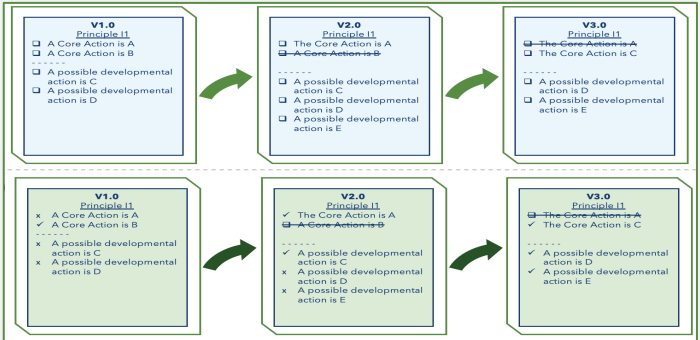 V1.0
Principle I1
❑ A Core Action is A
❑ A Core Action is B
------
❑ A possible developmental
action is C
❑ A possible developmental
action is D
V2.0
Principle I1
❑ The Core Action is A
❑ A Core Action is B
------
❑ A possible developmental
action is C
❑ A possible developmental
action is D
❑ A possible developmental
action is E
V3.0
Principle I1
❑ The Core Action is A
❑ The Core Action is C
------
❑ A possible developmental
action is D
❑ A possible developmental
action is E
V1.0
Principle I1
x A Core Action is A
✓ A Core Action is B
------
x A possible developmental
action is C
x A possible developmental
action is D
V2.0
Principle I1
✓ The Core Action is A
❑ A Core Action is B
------
✓ A possible developmental
action is C
x A possible developmental
action is D
x A possible developmental
action is E
V3.0
Principle I1
❑ The Core Action is A
✓ The Core Action is C
------
✓ A possible developmental
action is D
✓ A possible developmental
action is E